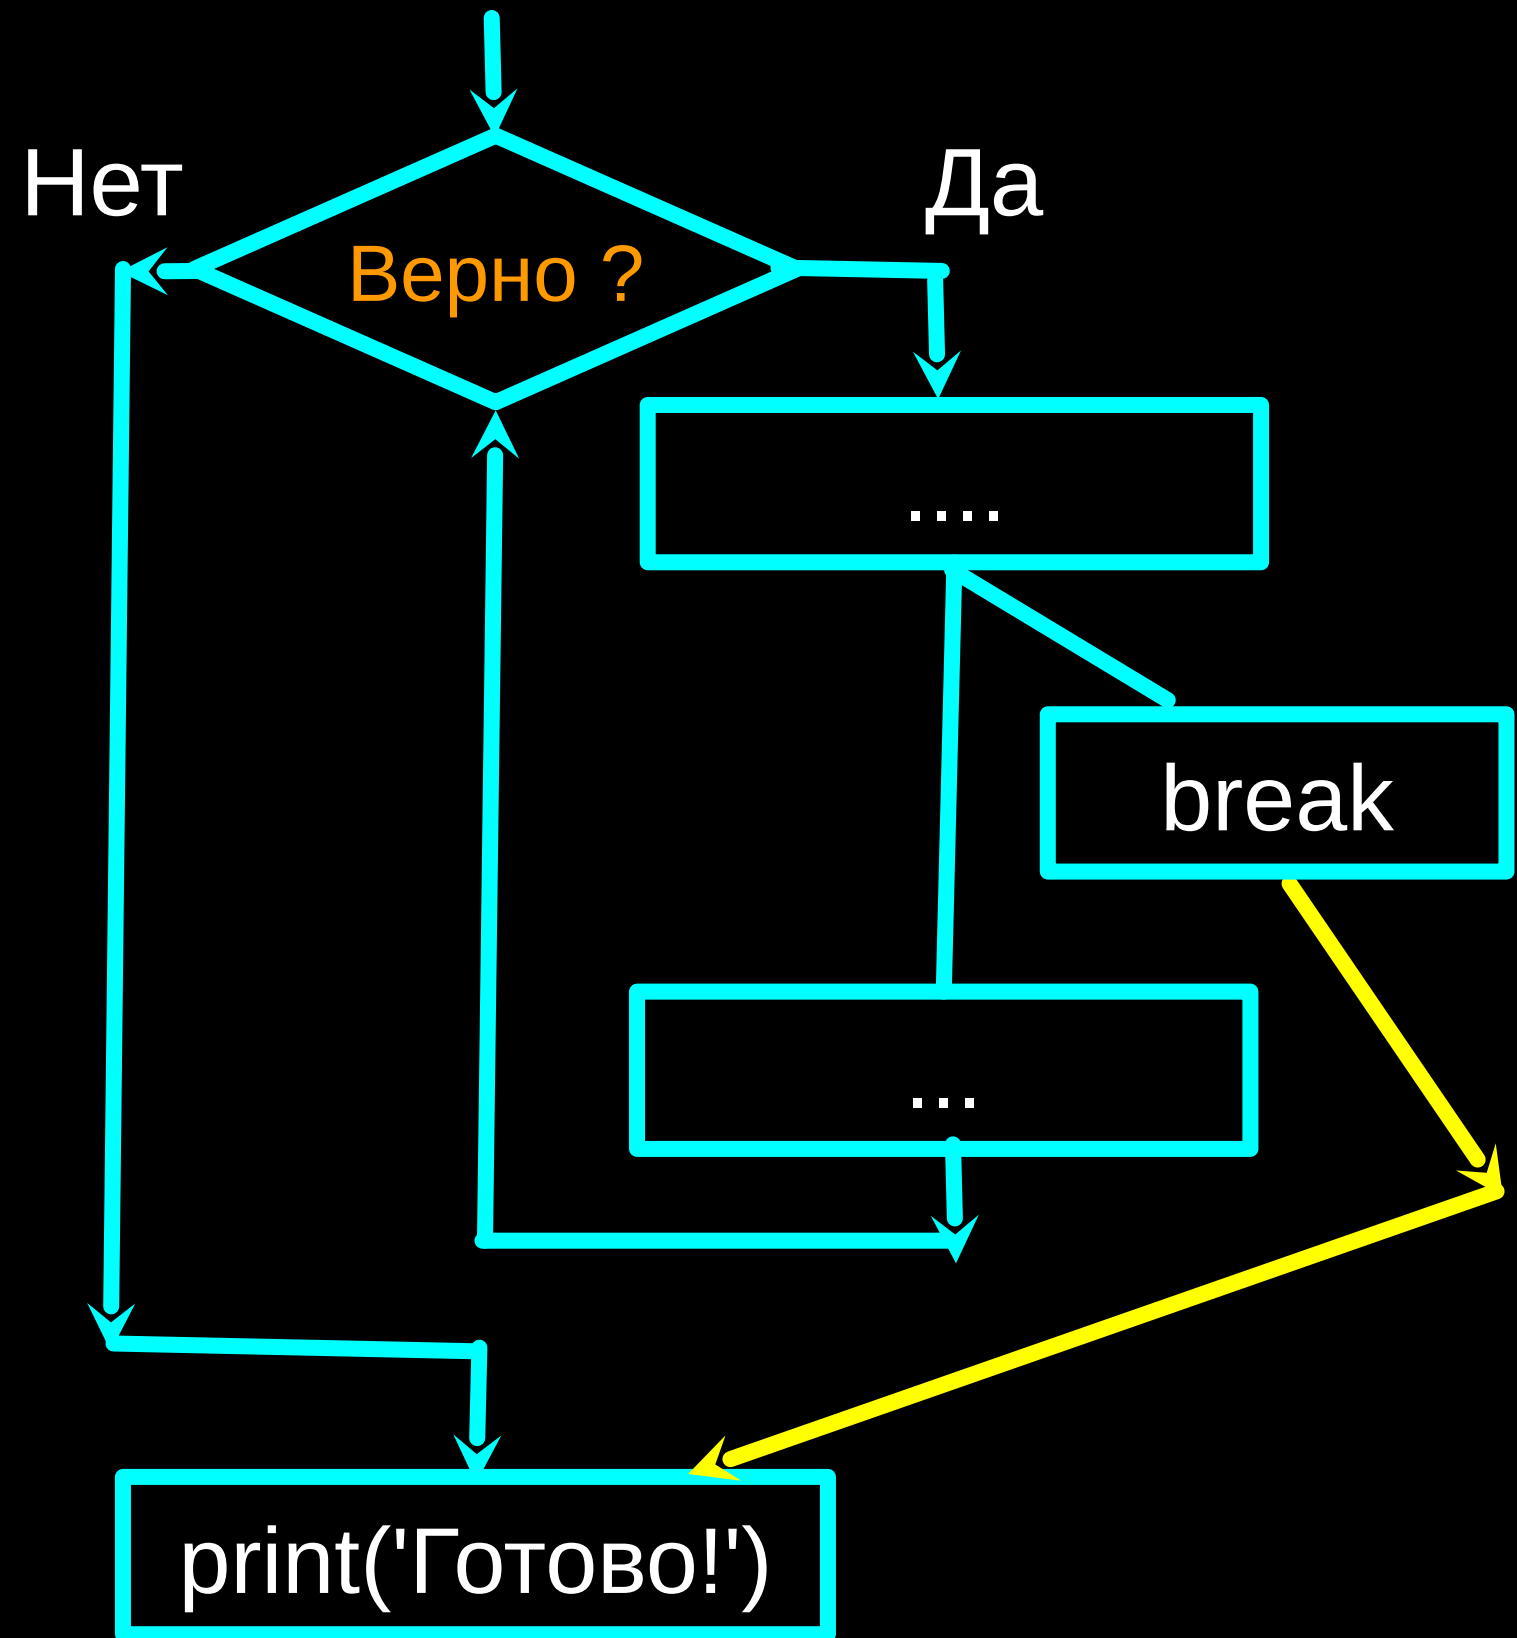 Нет
Да
Верно ?
....
break
...
print('Готово!')